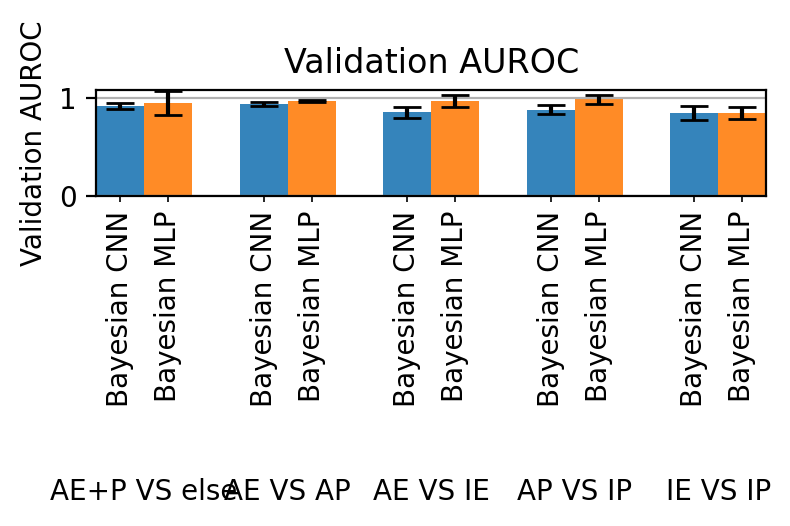 Validation AUROC
Validation AUROC
1
0
Bayesian CNN
Bayesian MLP
Bayesian CNN
Bayesian MLP
Bayesian CNN
Bayesian MLP
Bayesian CNN
Bayesian MLP
Bayesian CNN
Bayesian MLP
AE+P VS else
AE VS AP
AE VS IE
AP VS IP
IE VS IP